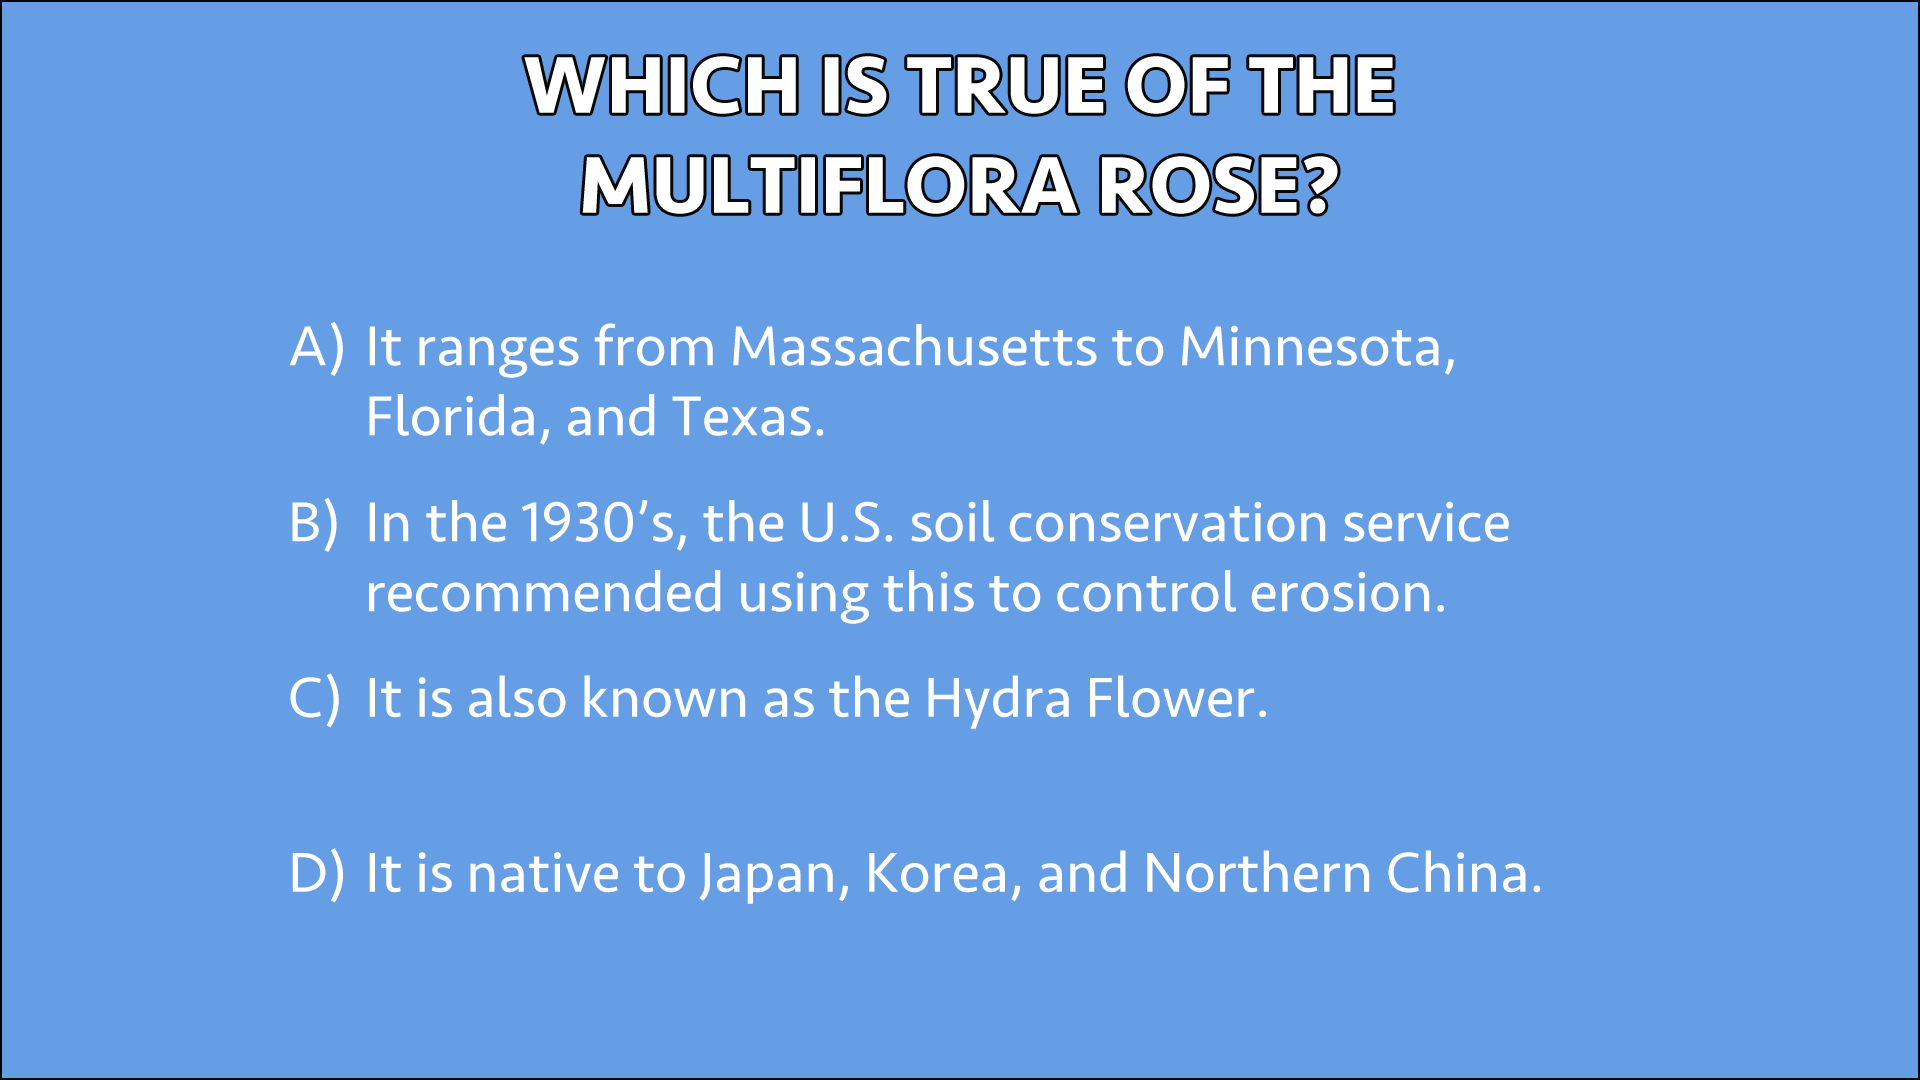 WHICH IS TRUE OF THE
MULTIFLORA ROSE?
A) It ranges from Massachusetts to Minnesota,
Florida, and Texas.
B) In the 1930’s, the U.S. soil conservation service
recommended using this to control erosion.
C) It is also known as the Hydra Flower.
D) It is native to Japan, Korea, and Northern China.